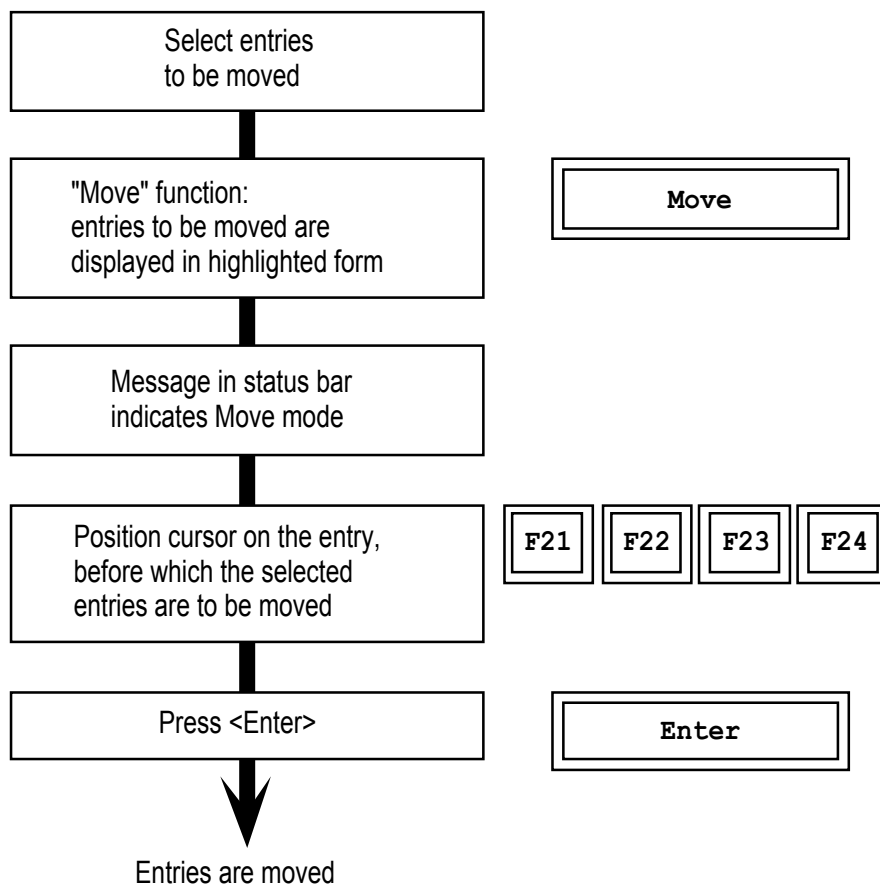 Select entries
to be moved
"Move" function:
entries to be moved are
displayed in highlighted form
Move
Message in status bar
indicates Move mode
Position cursor on the entry,
before which the selected
entries are to be moved
F21 F22 F23 F24
Press <Enter>
Enter
Entries are moved